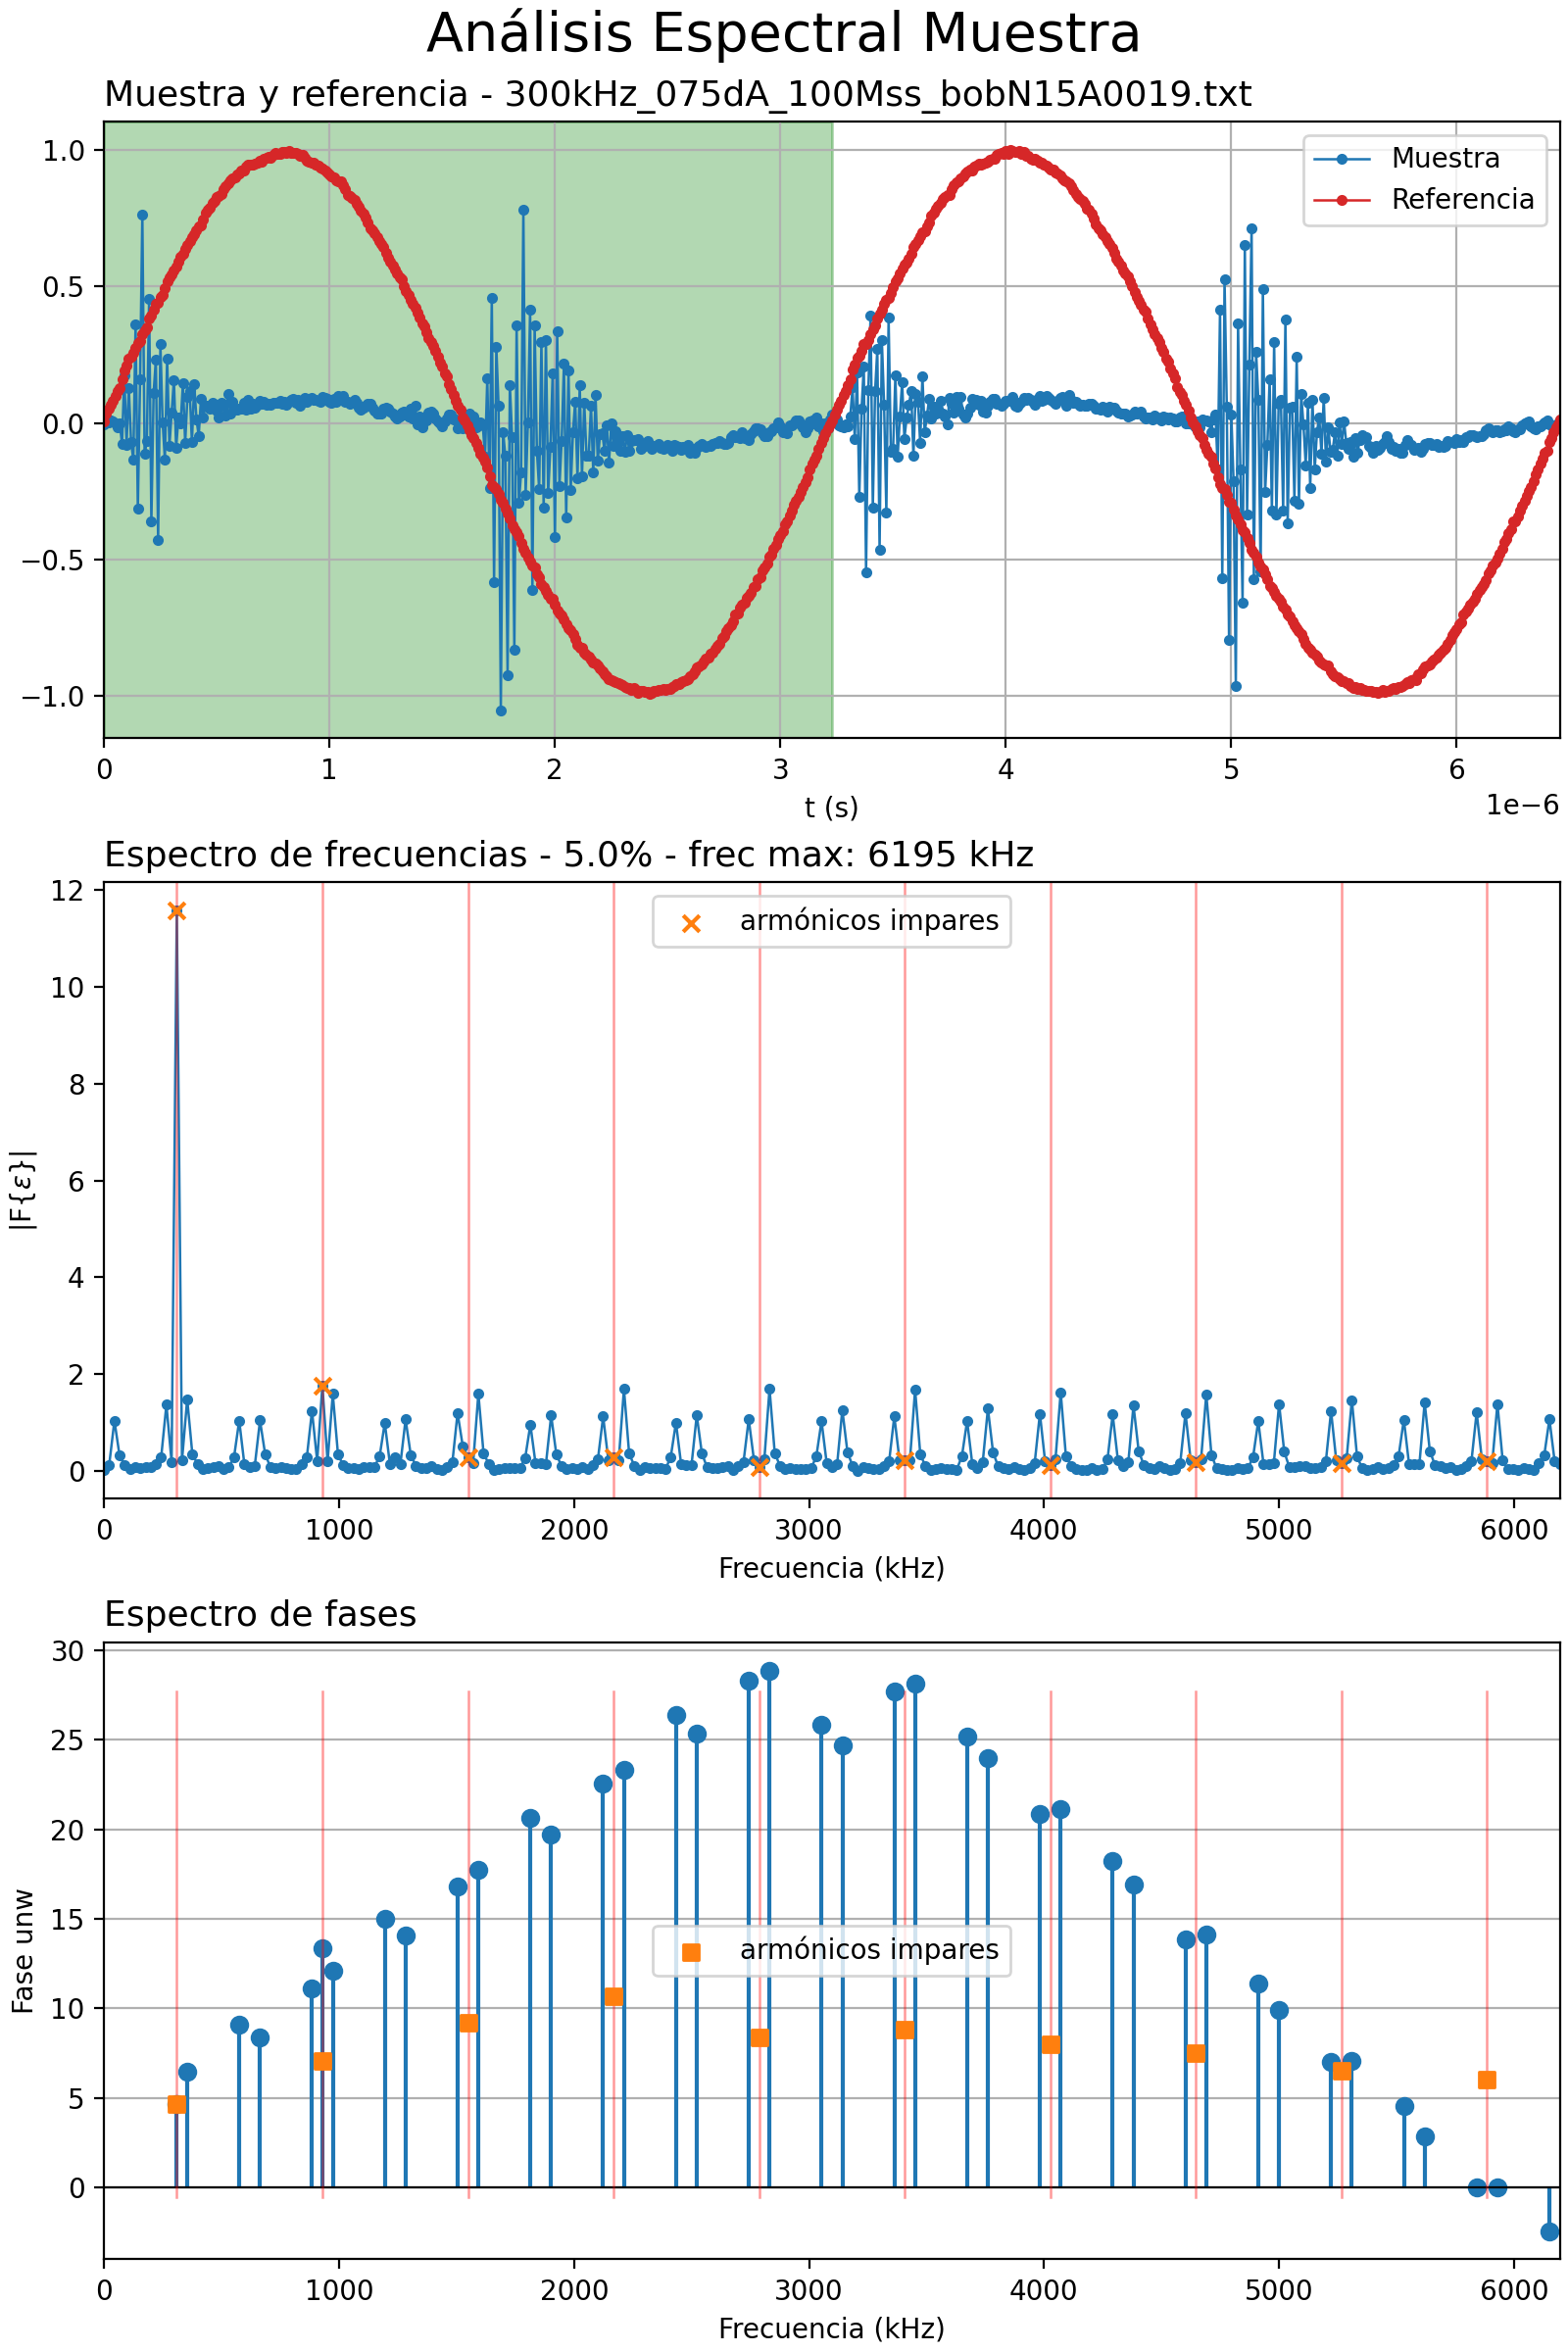 Análisis Espectral Muestra
Muestra y referencia - 300kHz_075dA_100Mss_bobN15A0019.txt
1.0
0.5
0.0
−0.5
−1.0
Muestra
Referencia
0 1 2 3 4 5 6
t (s)
1e−6
Espectro de frecuencias - 5.0% - frec max: 6195 kHz
12
10
8
6
4
2
0
|F{ε}|
armónicos impares
0 1000 2000 3000 4000 5000 6000
Frecuencia (kHz)
Espectro de fases
30
25
20
15
10
5
0
Fase unw
armónicos impares
0 1000 2000 3000 4000 5000 6000
Frecuencia (kHz)